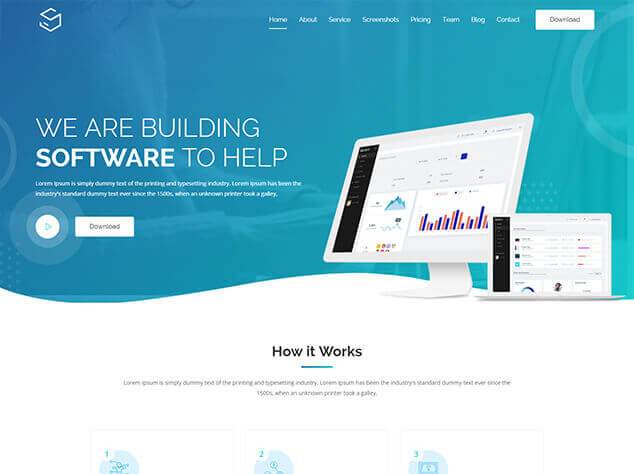 Home About Service Screenshots Pricing Team Blog Contact Download
WE ARE BUILDING
SOFTWARE TO HELP
Lorem Ipsum is simply dummy text of the printing and typesetting industry. Lorem Ipsum has been the
industry's standard dummy text ever since the 1500s, when an unknown printer took a galley.
Download
How it Works
Lorem Ipsum is simply dummy text of the printing and typesetting industry. Lorem Ipsum has been the industry's standard dummy text ever since the
1500s, when an unknown printer took a galley.
1 2 3